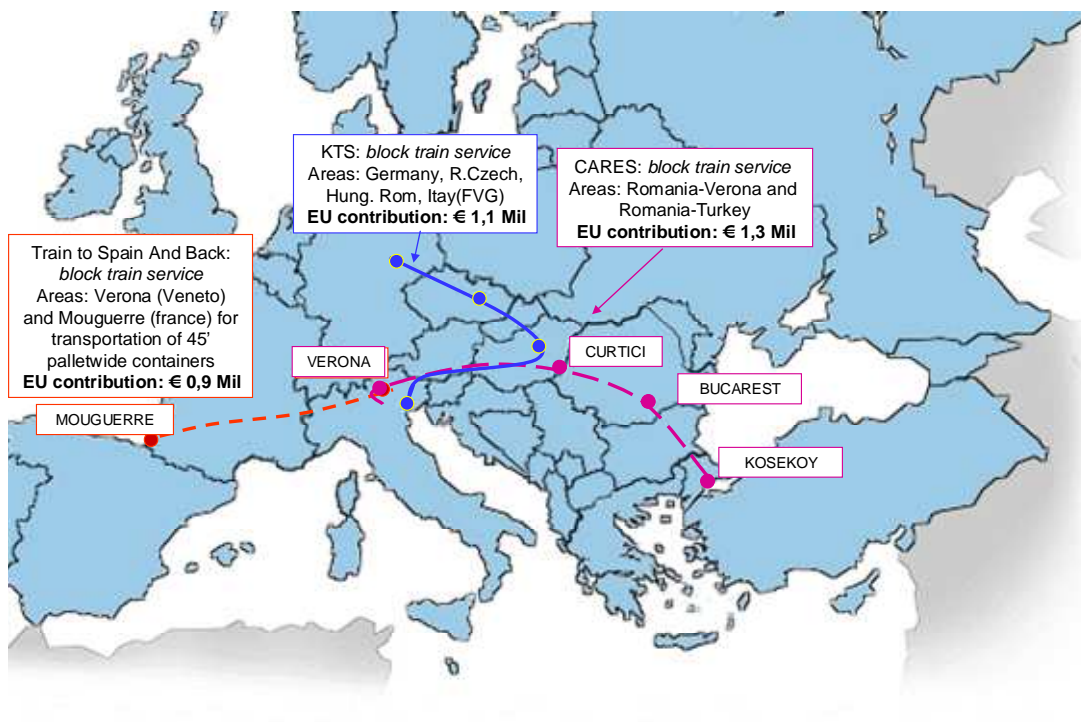 KTS: block train service
Areas: Germany, R.Czech,
Hung. Rom, Itay(FVG)
EU contribution: € 1,1 Mil
CARES: block train service
Areas: Romania-Verona and
Romania-Turkey
EU contribution: € 1,3 Mil
Train to Spain And Back:
block train service
Areas: Verona (Veneto)
and Mouguerre (france) for
transportation of 45'
palletwide containers
EU contribution: € 0,9 Mil
VERONA
CURTICI
BUCAREST
MOUGUERRE
KOSEKOY